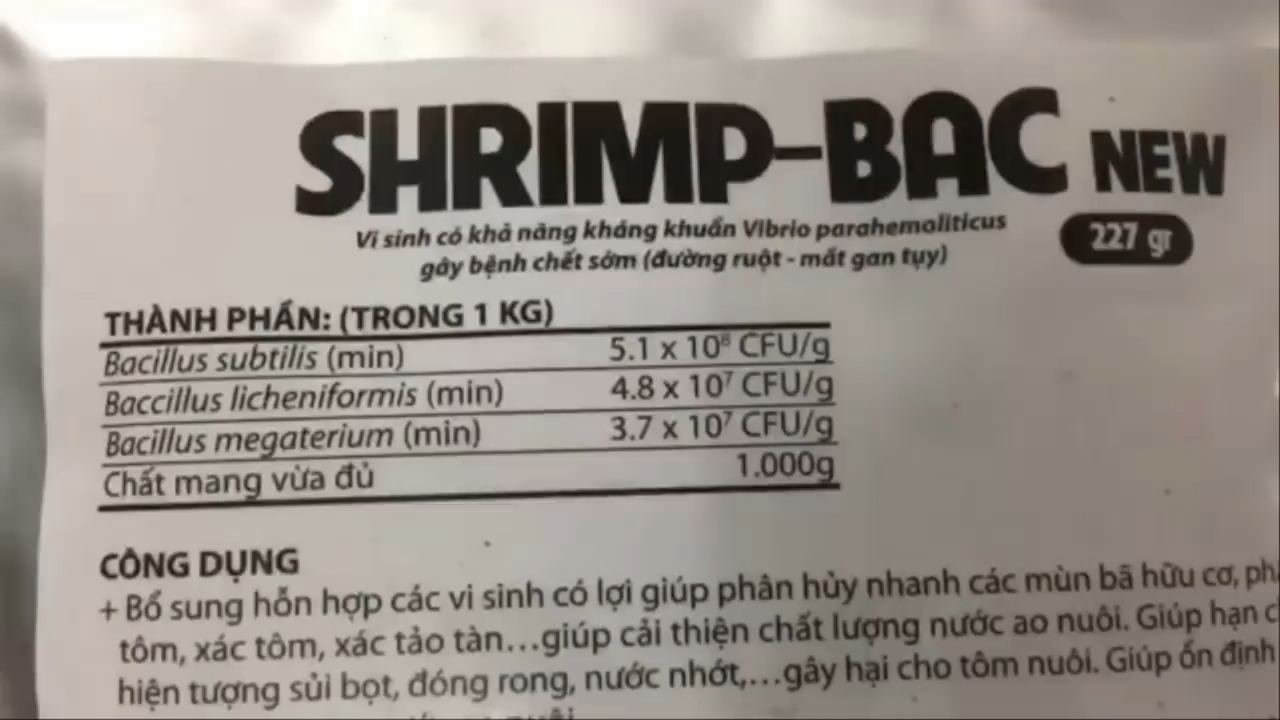 SHRIMP-BAC NEW
Vi sinh có khả năng kháng khuẩn Vibrio parahemoliticus
gây bệnh chết sớm (đường ruột - mất gan tụy)
227 gr
THÀNH PHẦN: (TRONG 1 KG)
Bacillus subtilis (min) 5.1 x 10⁸ CFU/g
Baccillus licheniformis (min) 4.8 x 10⁷ CFU/g
Bacillus megaterium (min) 3.7 x 10⁷ CFU/g
Chất mang vừa đủ 1.000g
CÔNG DỤNG
+ Bổ sung hỗn hợp các vi sinh có lợi giúp phân hủy nhanh các mùn bã hữu cơ,
tôm, xác tôm, xác tảo tàn...giúp cải thiện chất lượng nước ao nuôi. Giúp hạn
hiện tượng sủi bọt, đóng rong, nước nhớt,...gây hại cho tôm nuôi. Giúp ổn định